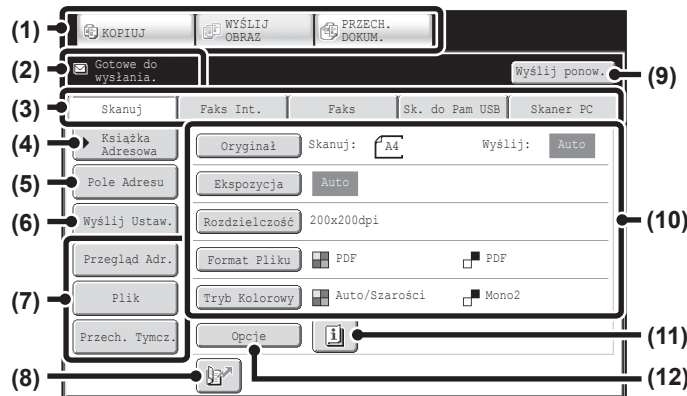 (1) KOPIUJ WYŚLIJ OBRAZ PRZECH. DOKUM.
(2) Gotowe do wysłania. Wyślij ponow. (9)
(3) Skanuj Faks Int. Faks Sk. do Pam USB Skaner PC
(4) Książka Adresowa Oryginał Skanuj: A4 Wyślij: Auto
(5) Pole Adresu Ekspozycja Auto
(6) Wyślij Ustaw. Rozdzielczość 200x200dpi (10)
Przegląd Adr. Format Pliku PDF PDF
(7) Plik Tryb Kolorowy Auto/Szarości Mono2
Przech. Tymcz. Opcje (11)
(8) (12)